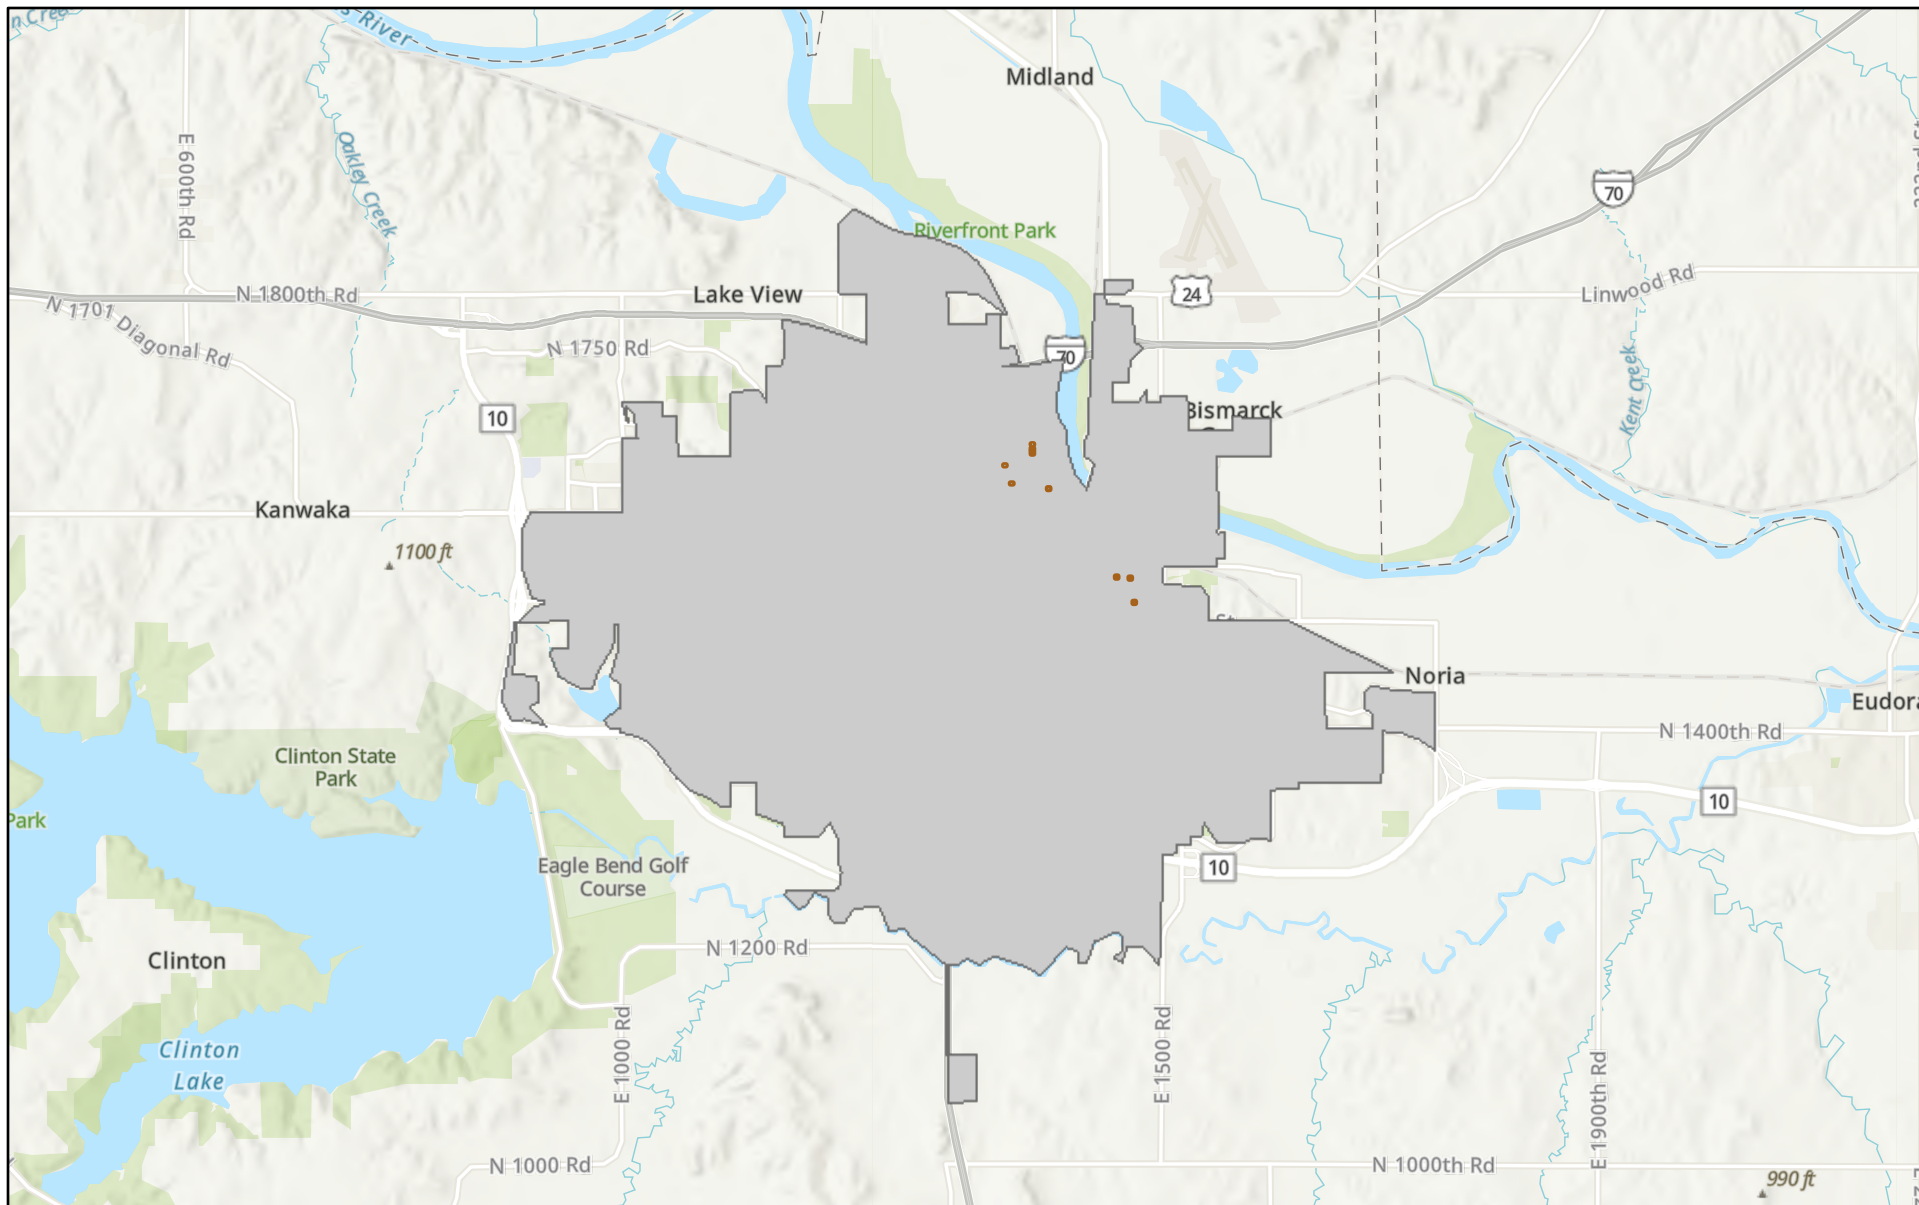 River
Midland
E 600th Rd
Oakley Creek
70
Riverfront Park
N 1800th Rd
Lake View
24
Linwood Rd
N 1701 Diagonal Rd
N 1750 Rd
70
Kent Creek
10
Bismarck
Kanwaka
1100 ft
Noria
Eudora
N 1400th Rd
Clinton State
Park
10
Park
Eagle Bend Golf
Course
10
N 1200 Rd
Clinton
Clinton
Lake
E 1000 Rd
E 1500 Rd
E 1900th Rd
N 1000 Rd
N 1000th Rd
990 ft